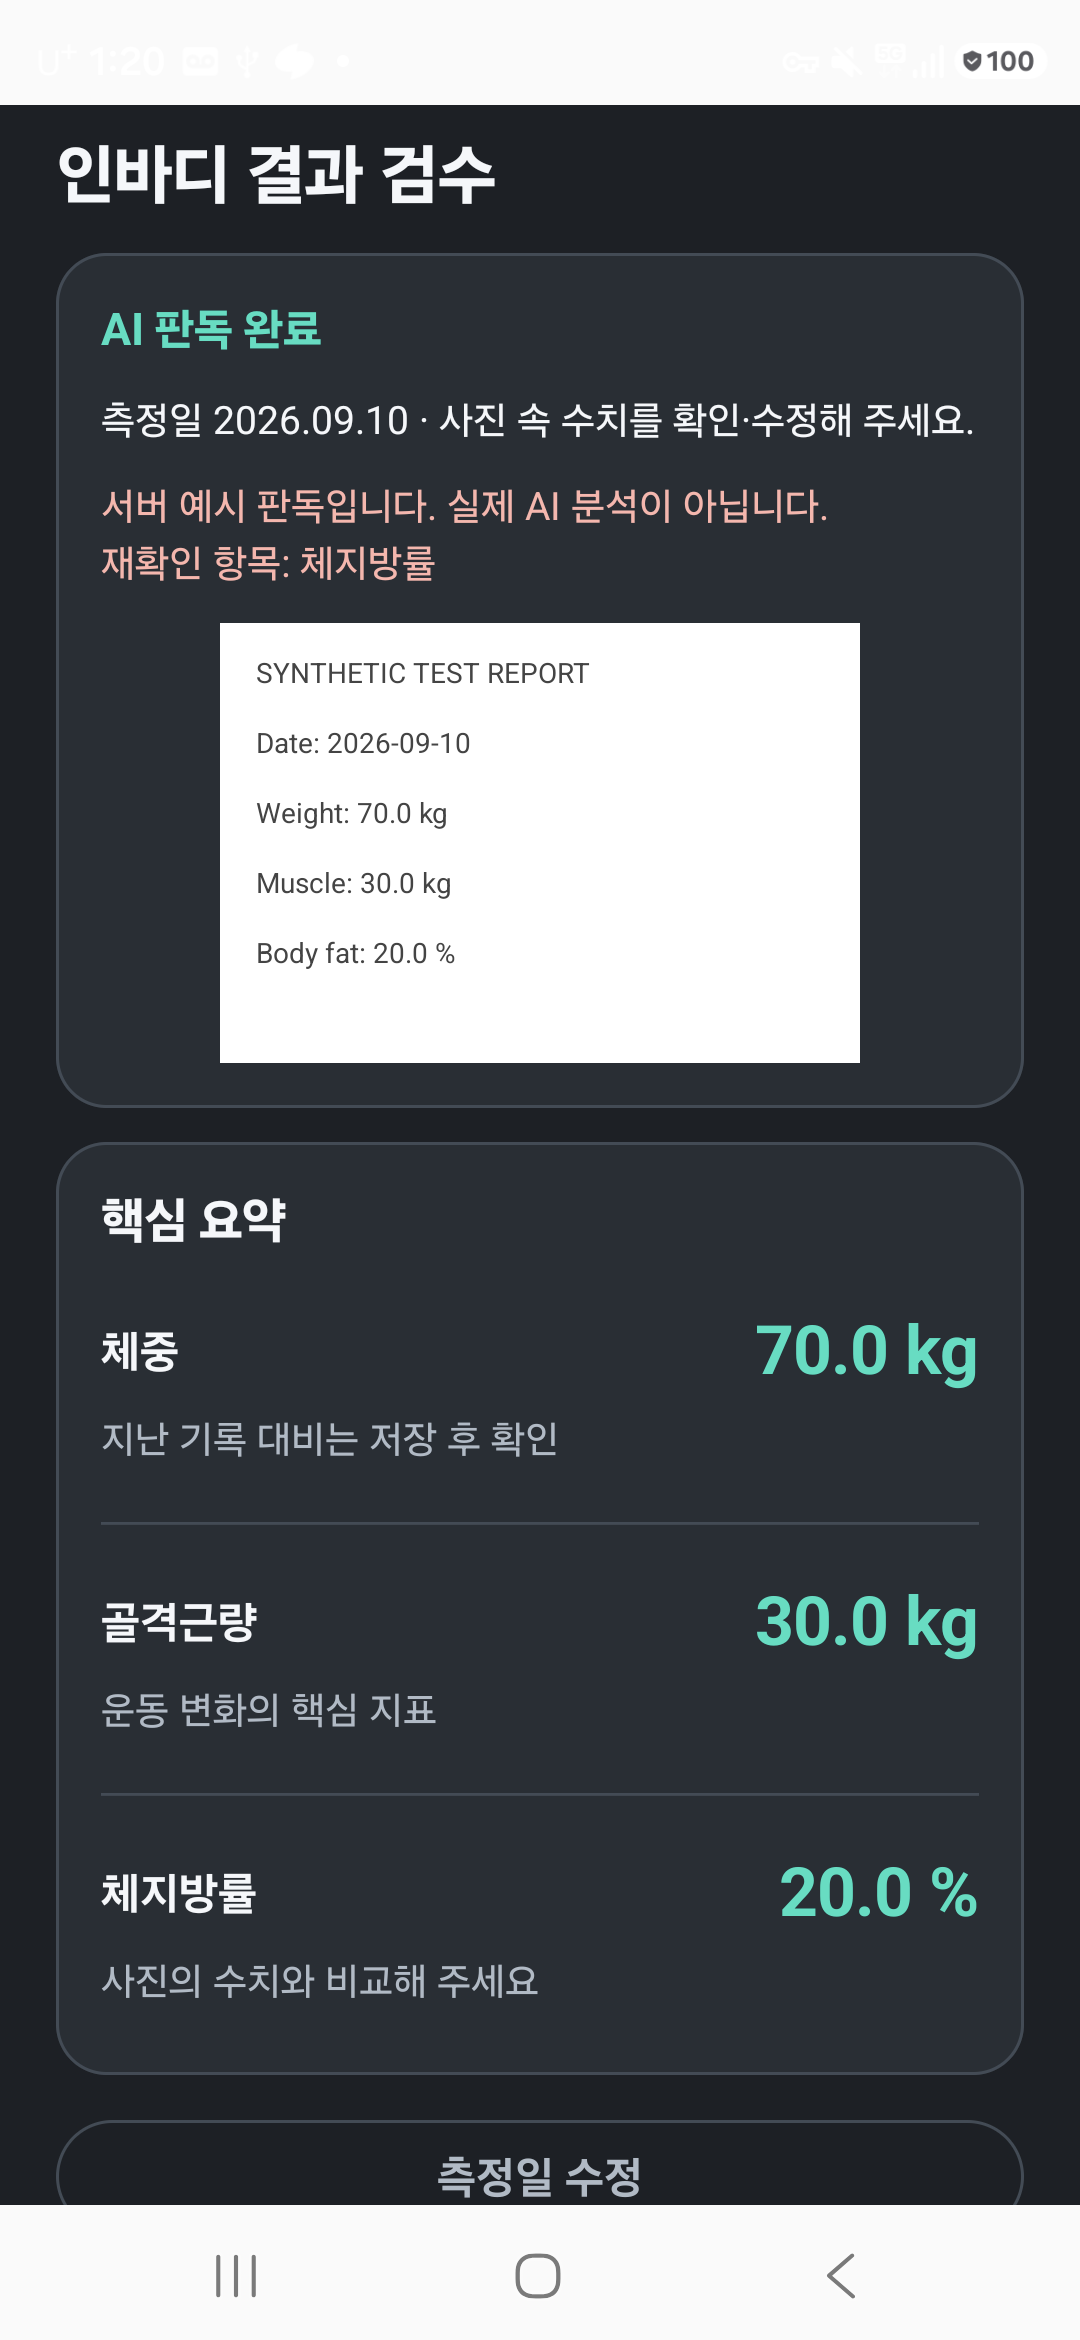 U+ 1:20
5G
100
인바디 결과 검수
AI 판독 완료
측정일 2026.09.10 · 사진 속 수치를 확인·수정해 주세요.
서버 예시 판독입니다. 실제 AI 분석이 아닙니다.
재확인 항목: 체지방률
SYNTHETIC TEST REPORT
Date: 2026-09-10
Weight: 70.0 kg
Muscle: 30.0 kg
Body fat: 20.0 %
핵심 요약
체중
70.0 kg
지난 기록 대비는 저장 후 확인
골격근량
30.0 kg
운동 변화의 핵심 지표
체지방률
20.0 %
사진의 수치와 비교해 주세요
측정일 수정